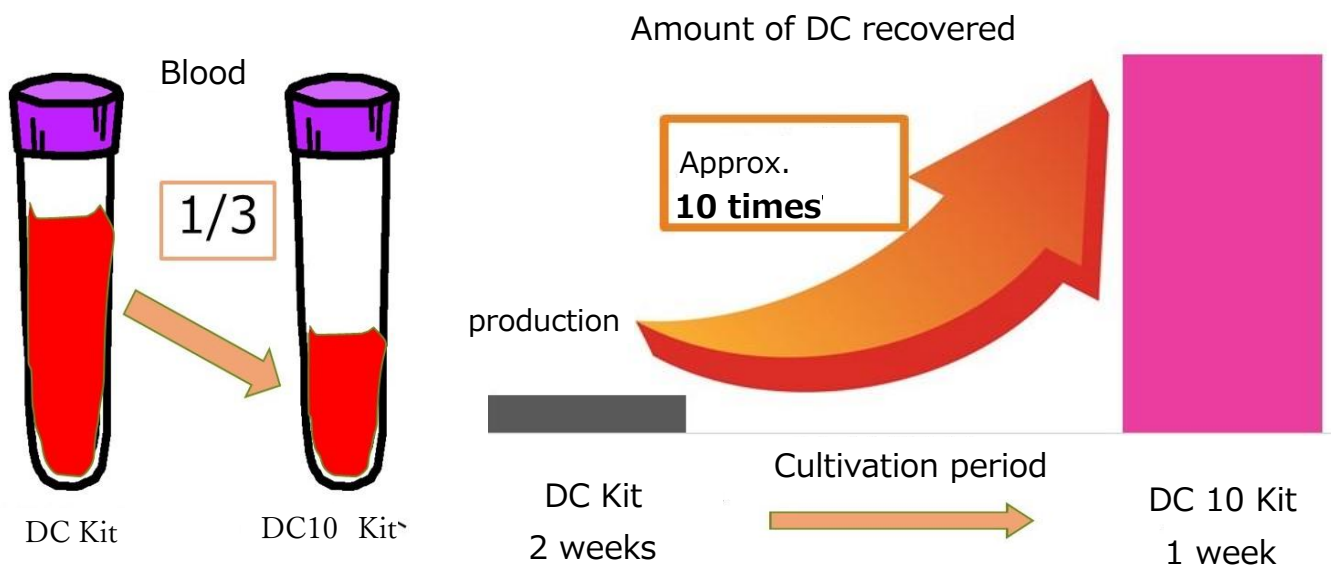 Blood
1/3
DC Kit
DC10 Kit
Amount of DC recovered
Approx.
10 times
production
Cultivation period
DC Kit
2 weeks
DC 10 Kit
1 week